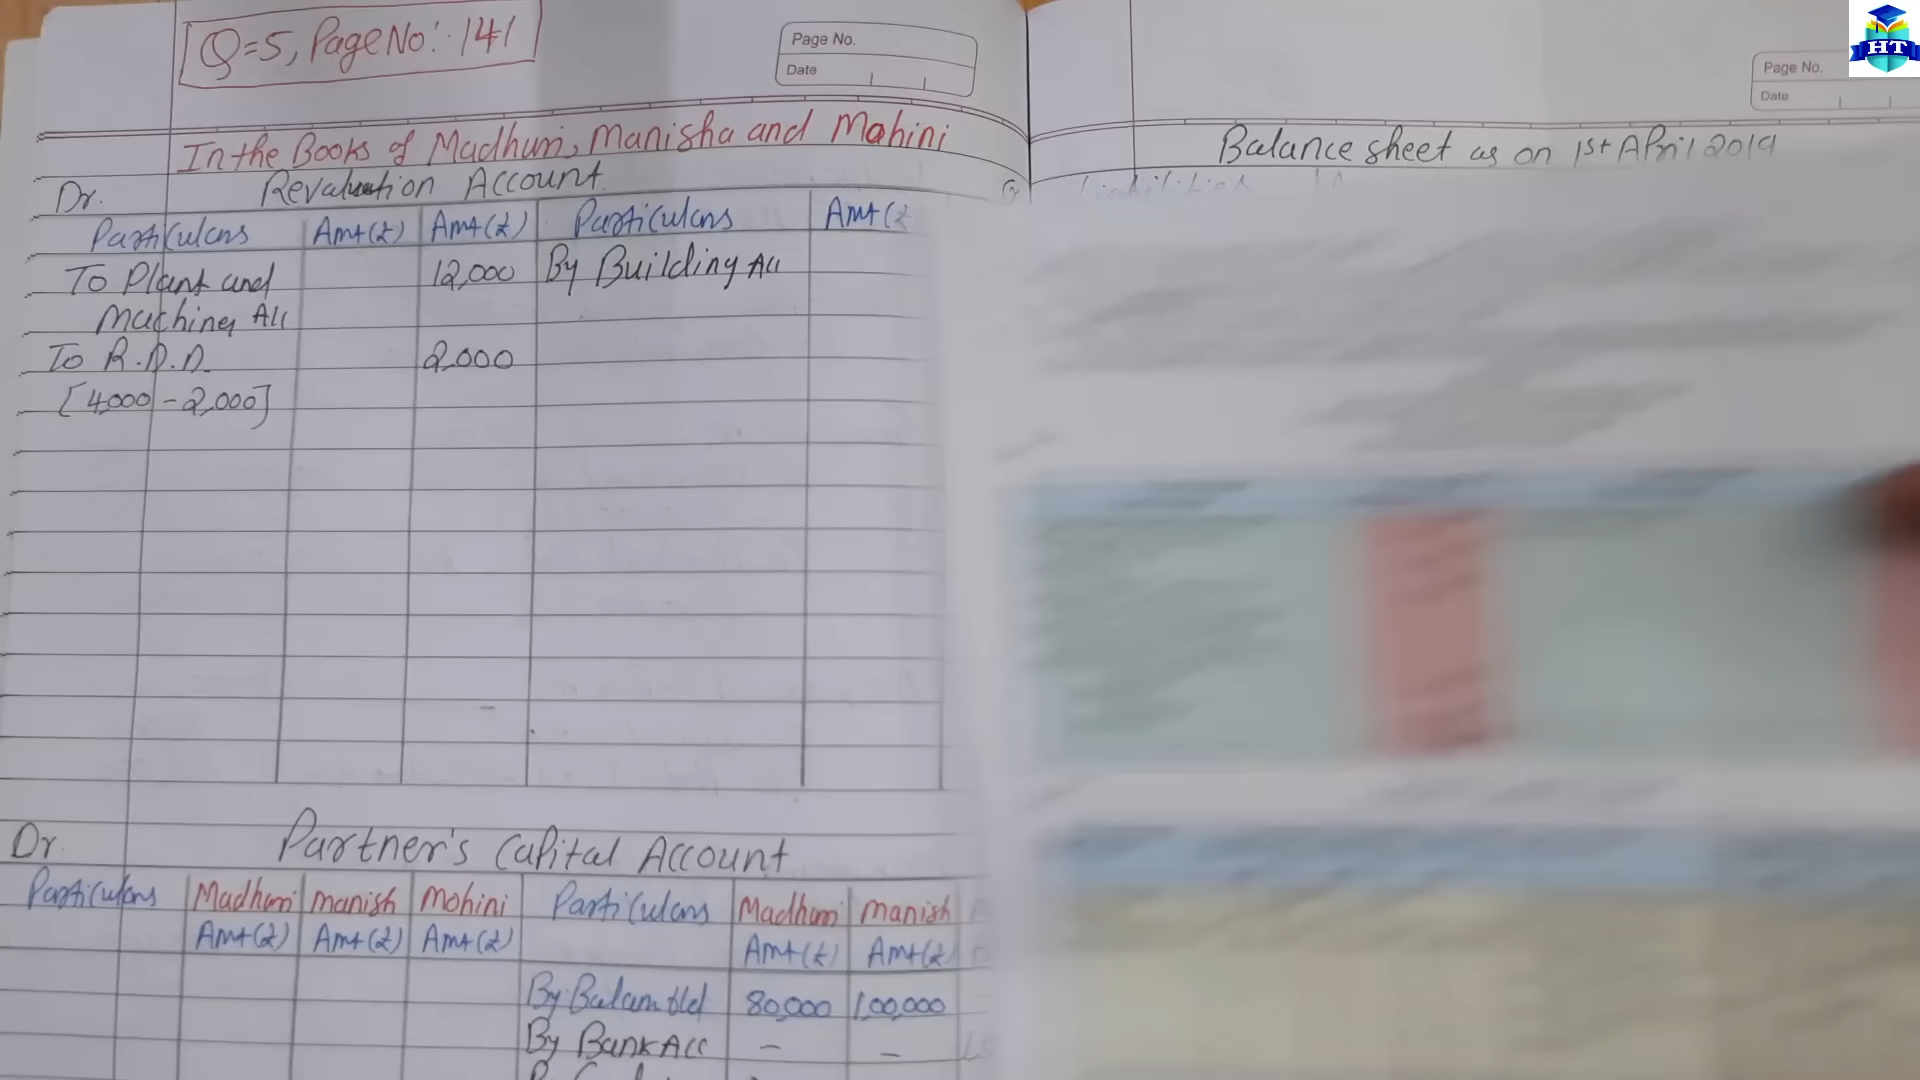 Q=5, Page No:- 141
Page No.
Date
In the Books of Madhuri, Manisha and Mohini
Dr. Revaluation Account
Particulars Amt(₹) Amt(₹) Particulars Amt(₹
To Plant and 12,000 By Building A/c
Machinery A/c
To R.D.D. 2,000
[4,000 - 2,000]
Dr. Partner's Capital Account
Particulars Madhuri Manish Mohini Particulars Madhuri Manish
Amt(₹) Amt(₹) Amt(₹) Amt(₹) Amt(₹
By Balance b/d 80,000 1,00,000
By Bank A/c - -
Page No.
Date
Balance sheet as on 1st April 2019
HT